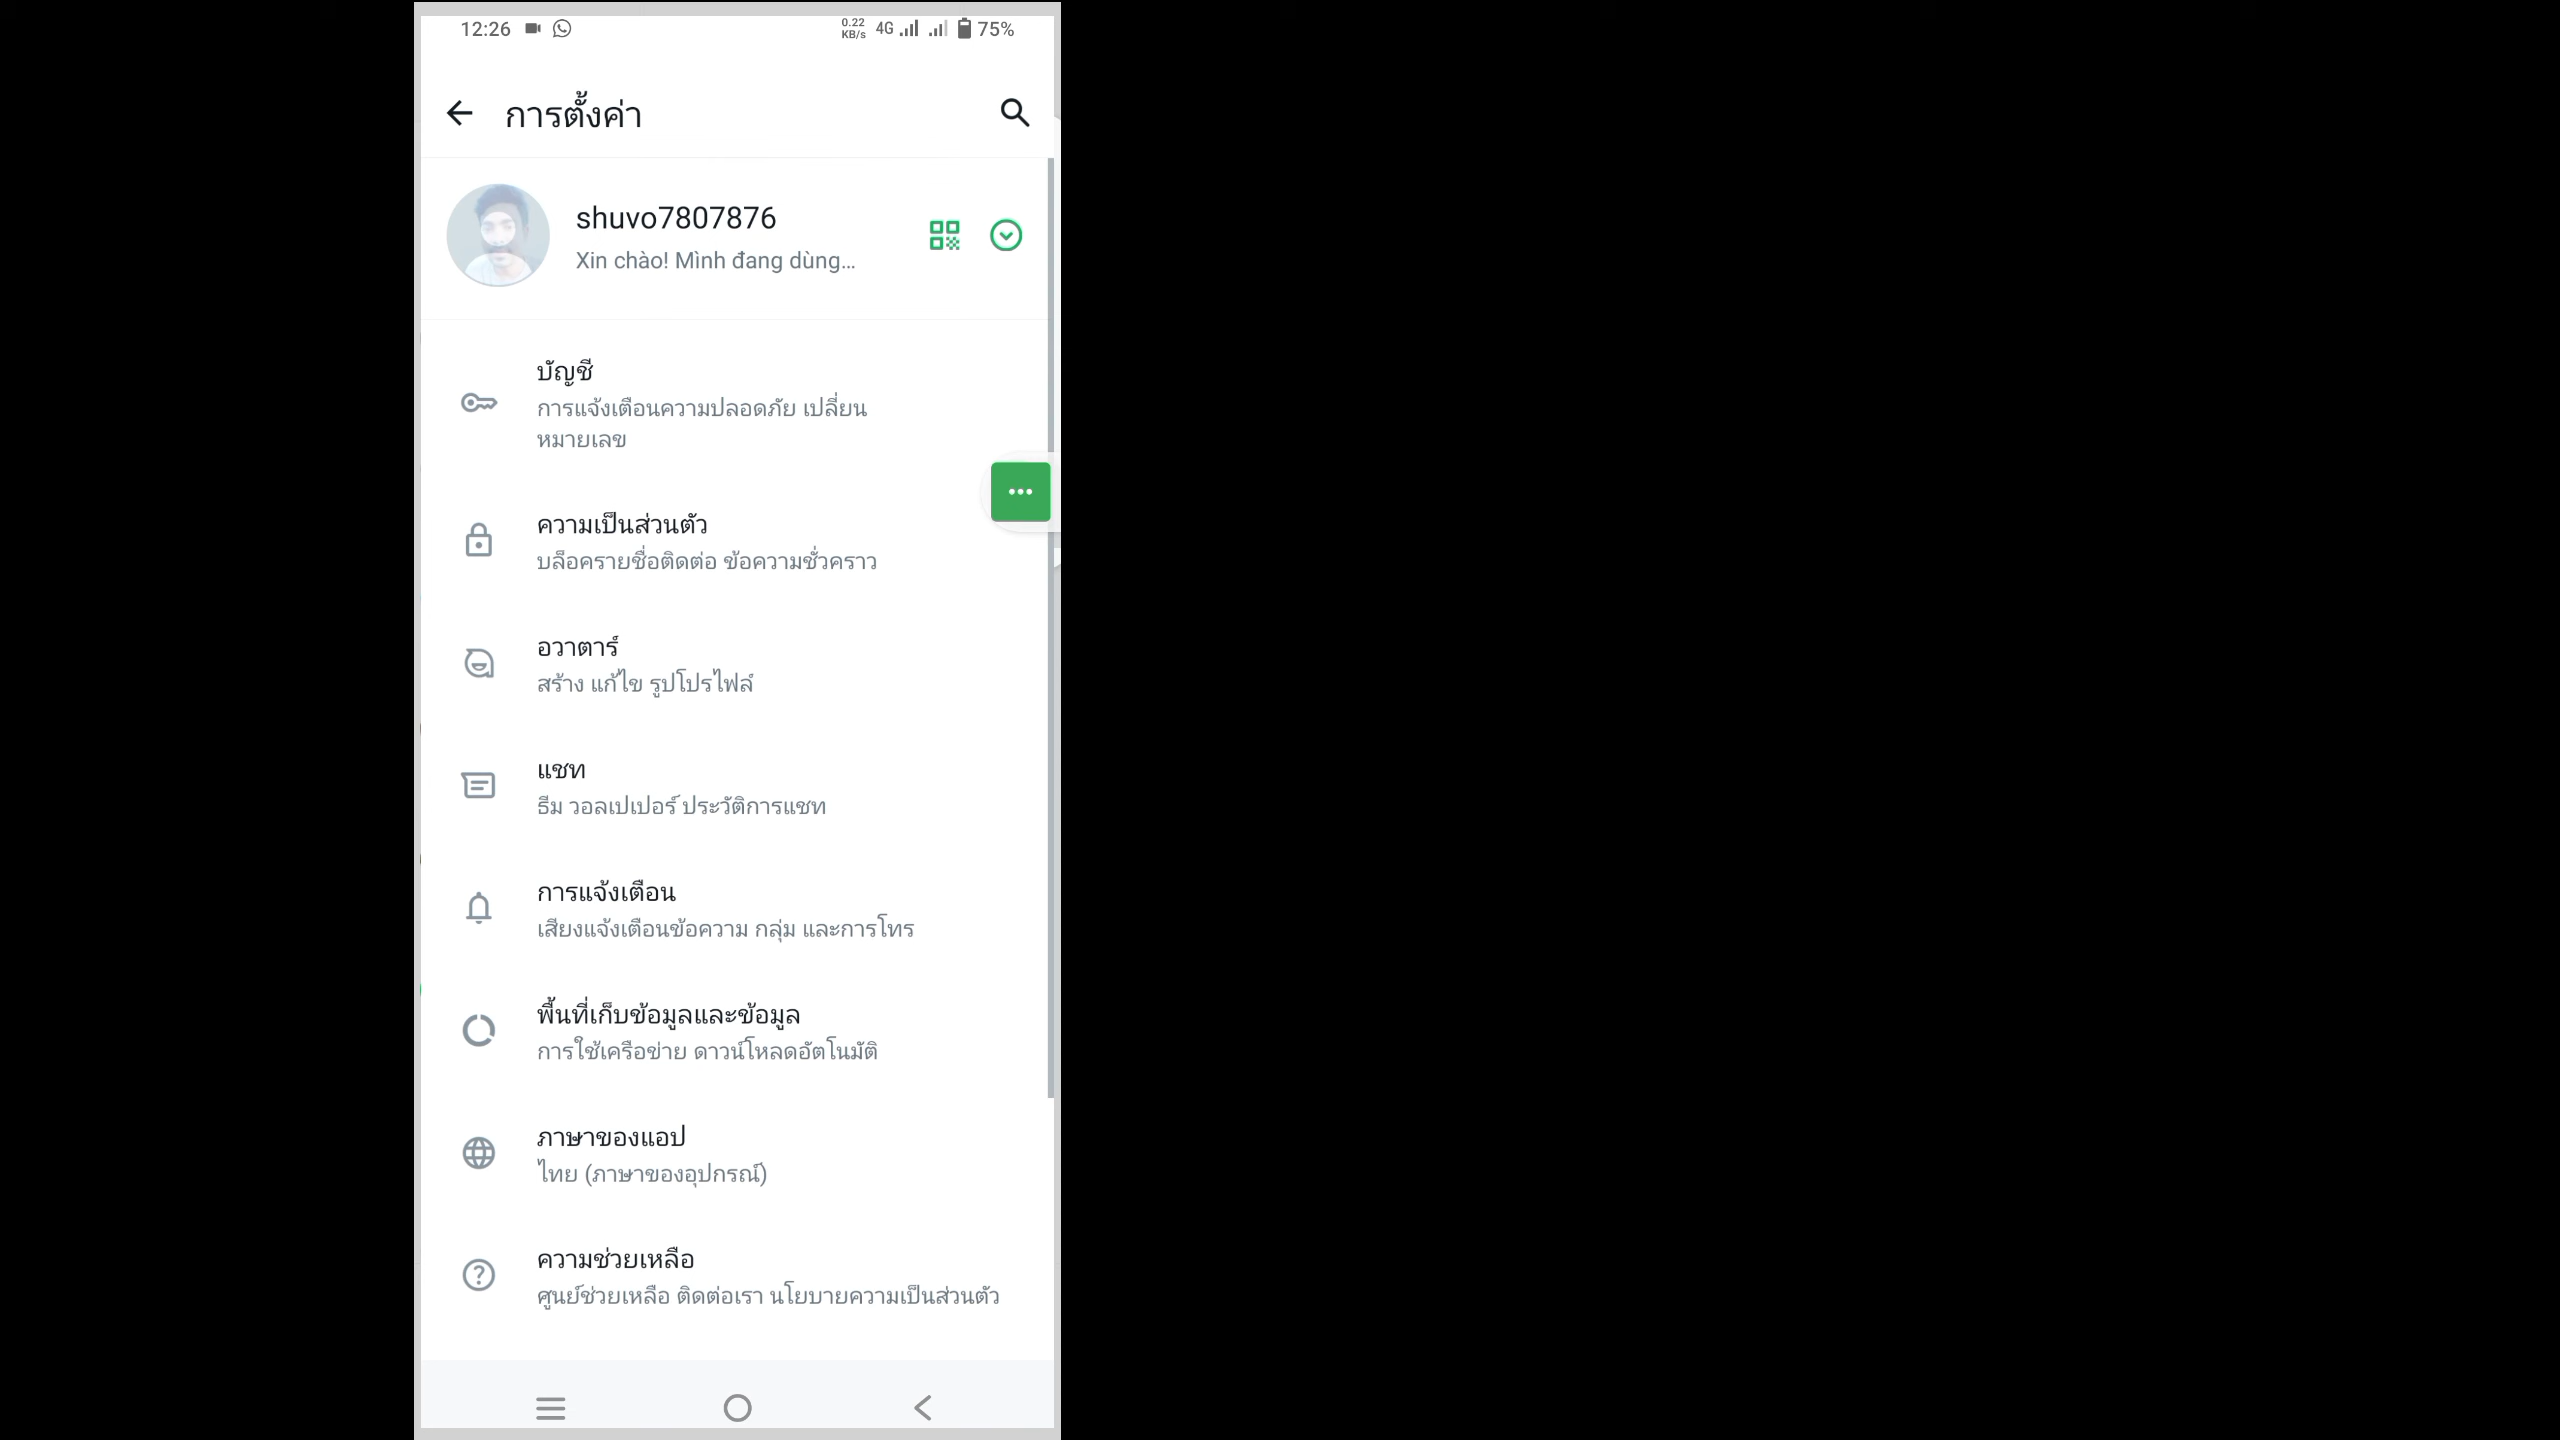 12:26 0.22 KB/s 4G 75%
การตั้งค่า
shuvo7807876
Xin chào! Mình đang dùng...
บัญชี
การแจ้งเตือนความปลอดภัย เปลี่ยน
หมายเลข
ความเป็นส่วนตัว
บล็อครายชื่อติดต่อ ข้อความชั่วคราว
อวาตาร์
สร้าง แก้ไข รูปโปรไฟล์
แชท
ธีม วอลเปเปอร์ ประวัติการแชท
การแจ้งเตือน
เสียงแจ้งเตือนข้อความ กลุ่ม และการโทร
พื้นที่เก็บข้อมูลและข้อมูล
การใช้เครือข่าย ดาวน์โหลดอัตโนมัติ
ภาษาของแอป
ไทย (ภาษาของอุปกรณ์)
ความช่วยเหลือ
ศูนย์ช่วยเหลือ ติดต่อเรา นโยบายความเป็นส่วนตัว